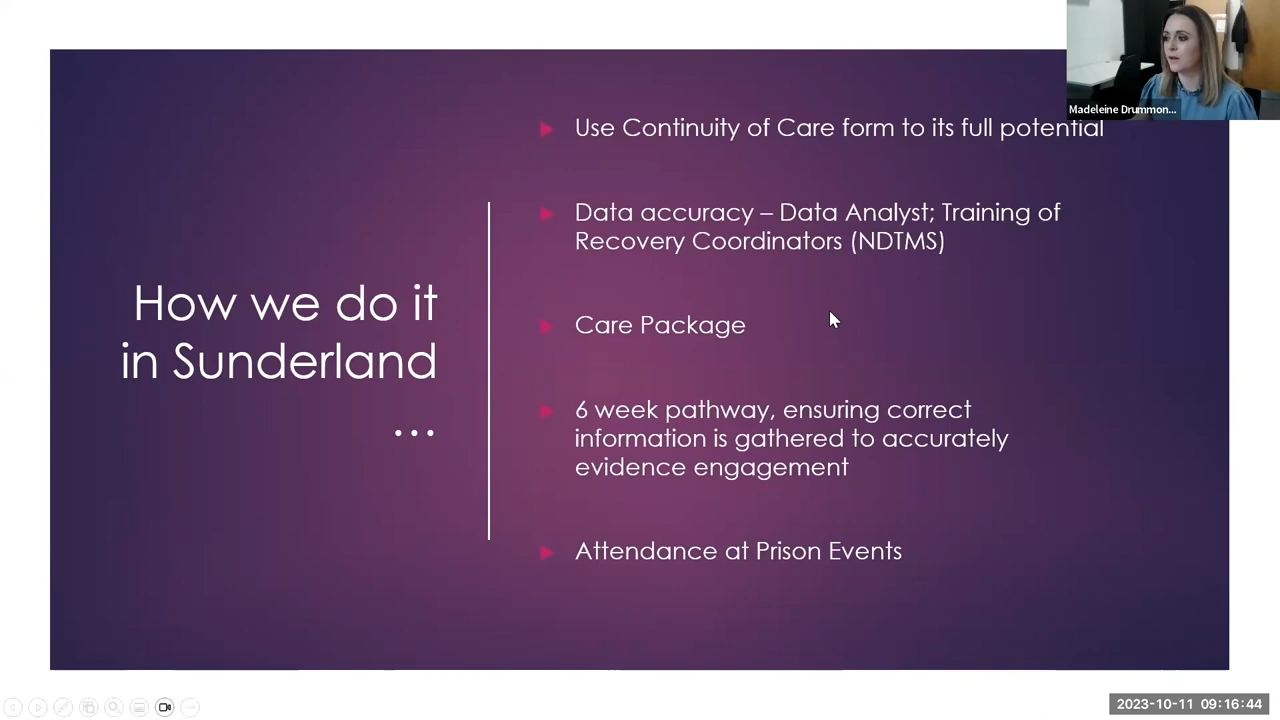 Madeleine Drummon...
Use Continuity of Care form to its full potential
Data accuracy – Data Analyst; Training of
Recovery Coordinators (NDTMS)
How we do it
in Sunderland
...
Care Package
6 week pathway, ensuring correct
information is gathered to accurately
evidence engagement
Attendance at Prison Events
2023-10-11 09:16:44